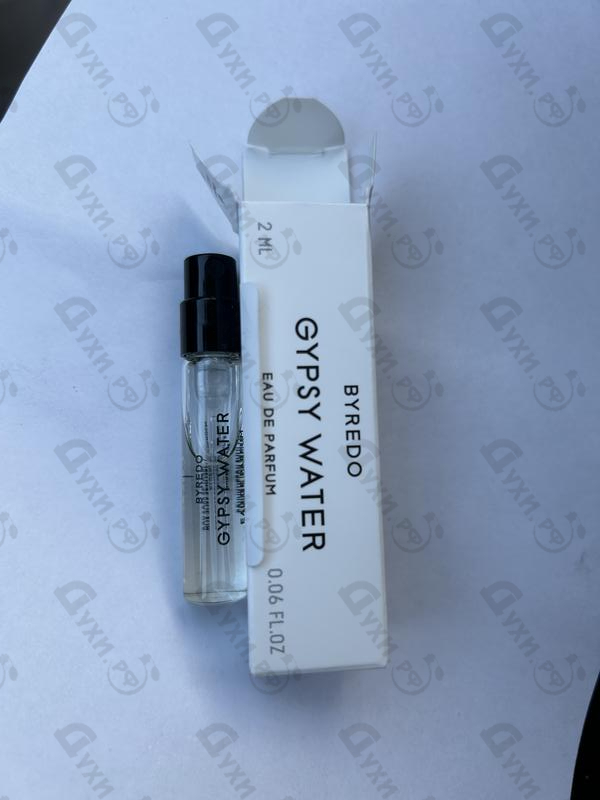 BYREDO
GYPSY WATER
EAU DE PARFUM
2 ML
0.06 FL.OZ
BYREDO
GYPSY WATER
Духи.рф